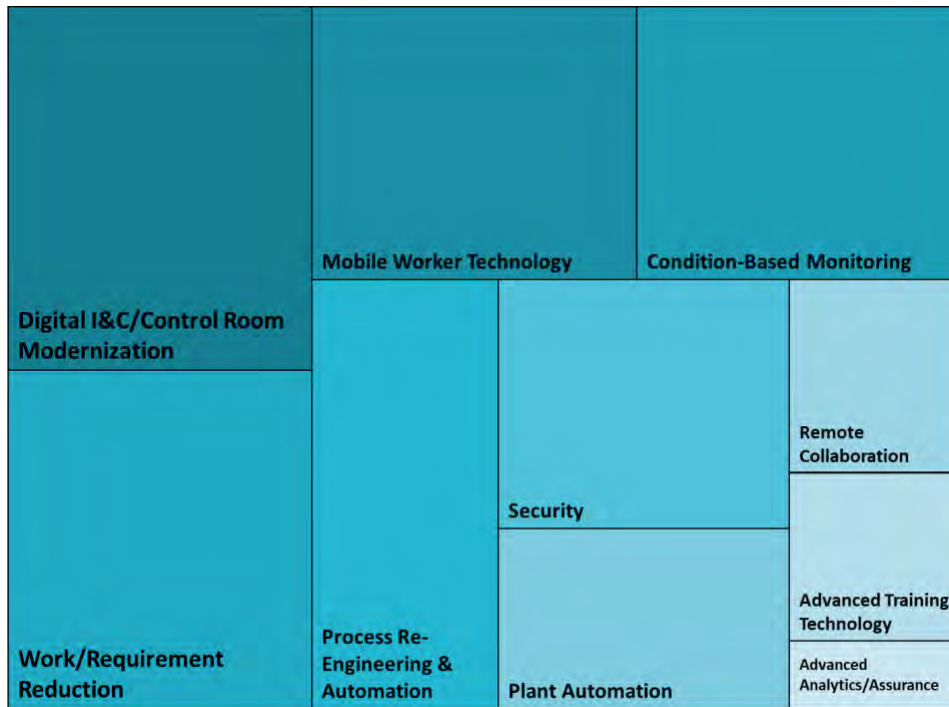 Digital I&C/Control Room
Modernization
Mobile Worker Technology
Condition-Based Monitoring
Work/Requirement
Reduction
Process Re-
Engineering &
Automation
Security
Plant Automation
Remote
Collaboration
Advanced Training
Technology
Advanced
Analytics/Assurance